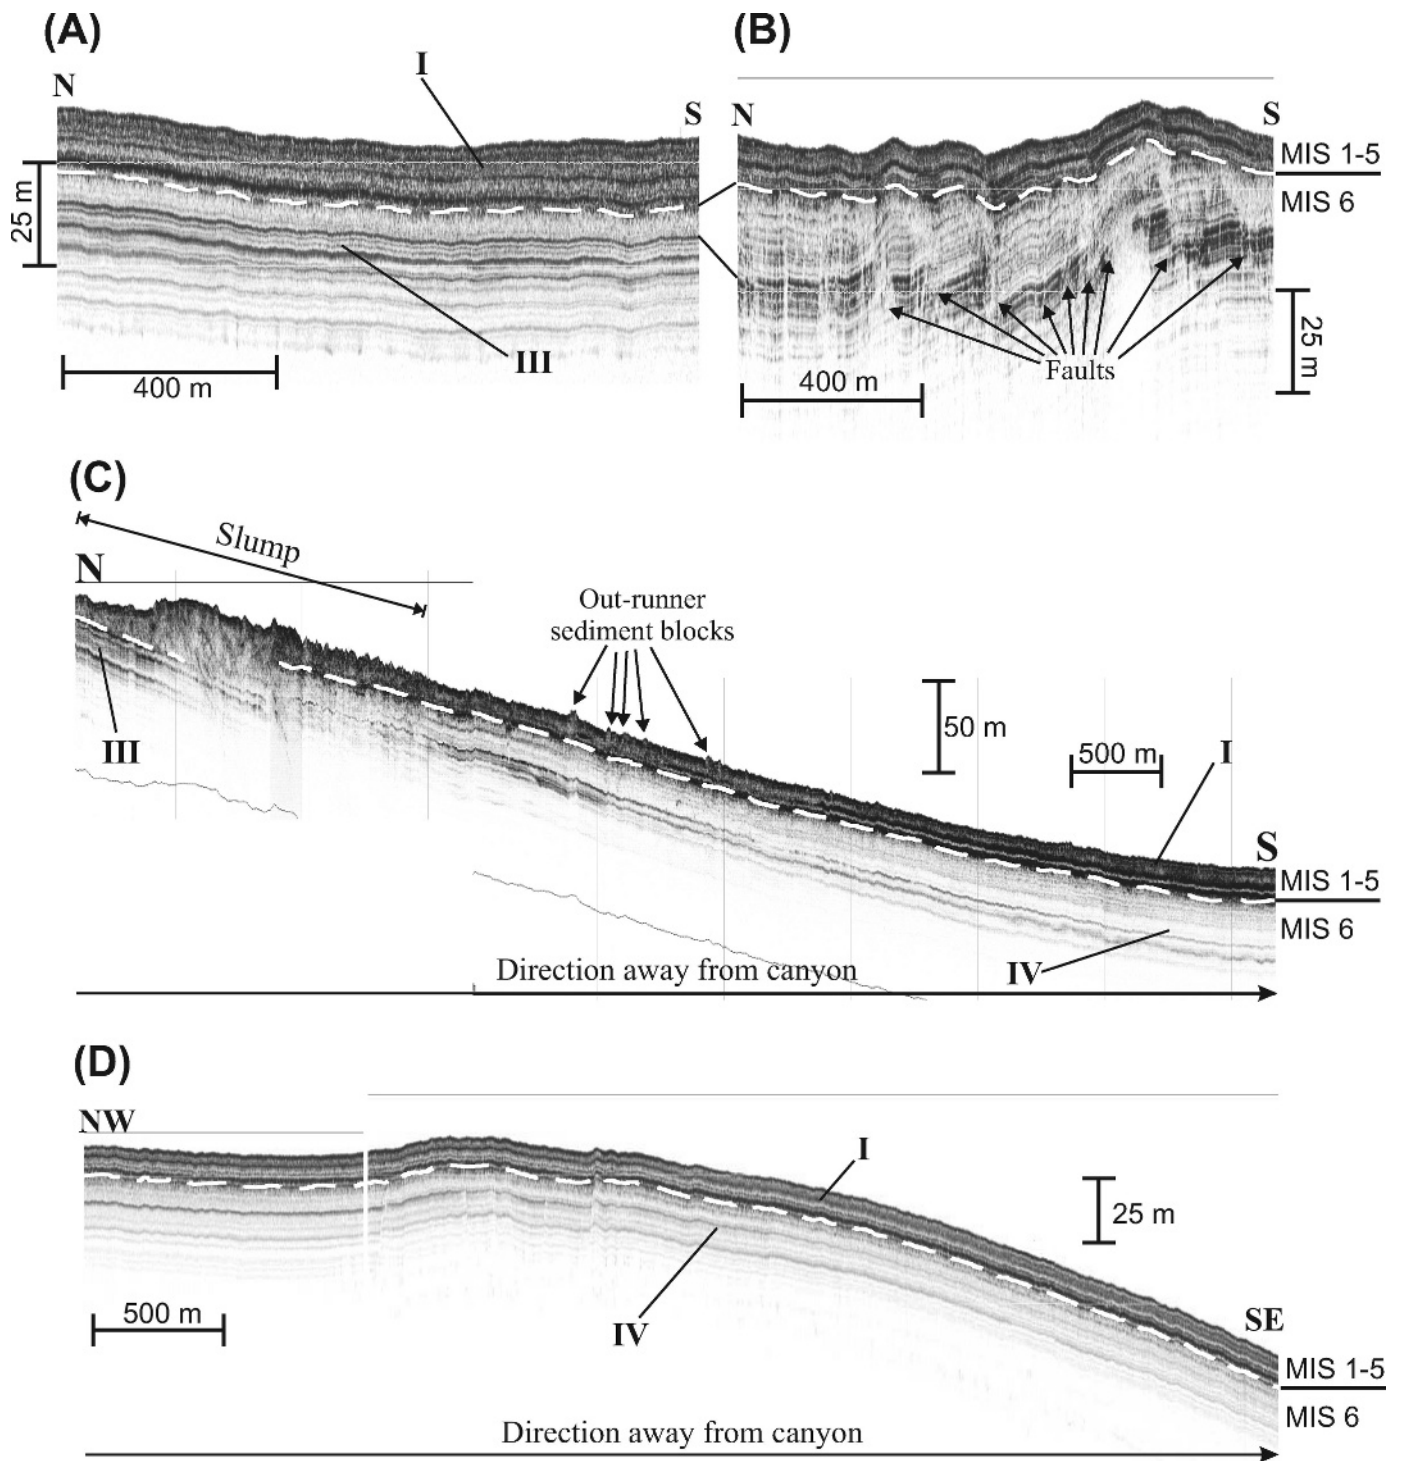 (A)
(B)
N
I
S
25 m
III
400 m
N
S
MIS 1-5
MIS 6
25 m
Faults
400 m
(C)
Slump
N
Out-runner
sediment blocks
III
50 m
500 m
I
S
MIS 1-5
MIS 6
IV
Direction away from canyon
(D)
NW
I
25 m
500 m
IV
SE
MIS 1-5
MIS 6
Direction away from canyon